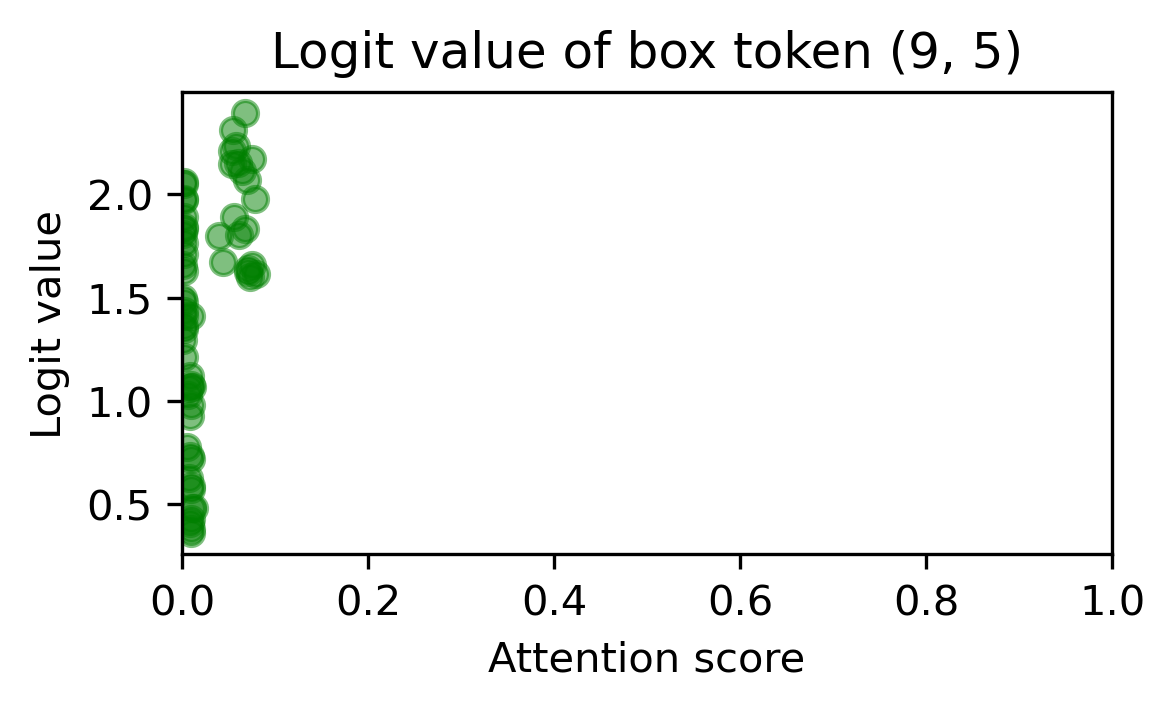 Logit value of box token (9, 5)
Logit value
2.0
1.5
1.0
0.5
0.0 0.2 0.4 0.6 0.8 1.0
Attention score